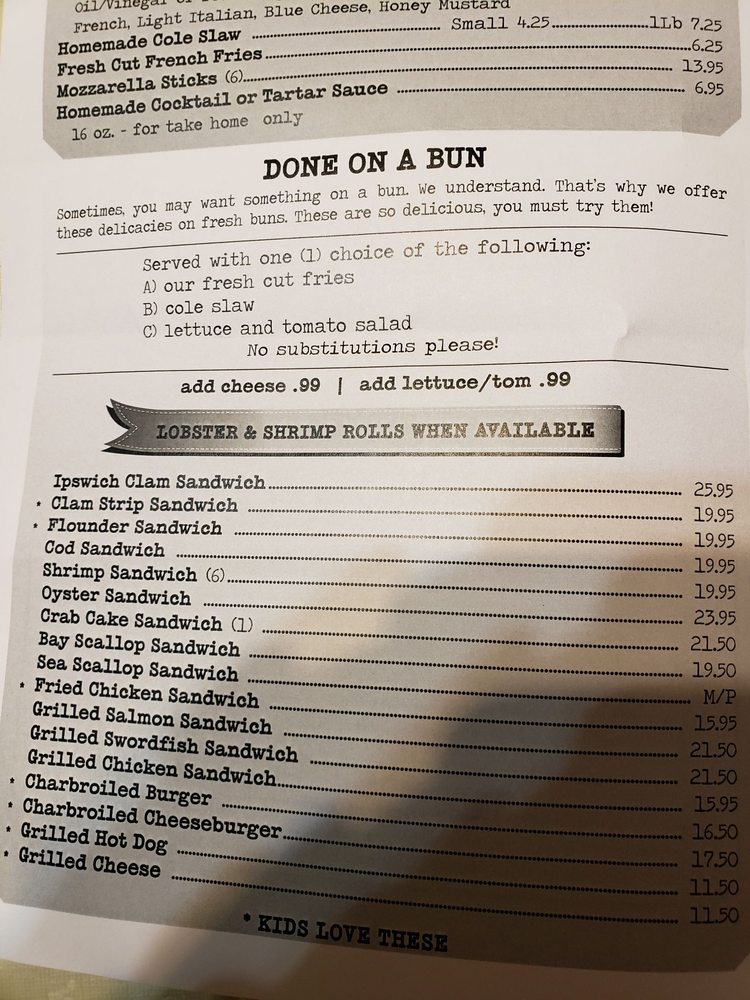 Oil/Vinegar or
French, Light Italian, Blue Cheese, Honey Mustard
Homemade Cole Slaw ........ Small 4.25........1Lb 7.25
Fresh Cut French Fries........6.25
Mozzarella Sticks (6)........ 13.95
Homemade Cocktail or Tartar Sauce ........ 6.95
16 oz. - for take home only
DONE ON A BUN
Sometimes, you may want something on a bun. We understand. That's why we offer
these delicacies on fresh buns. These are so delicious, you must try them!
Served with one (1) choice of the following:
A) our fresh cut fries
B) cole slaw
C) lettuce and tomato salad
No substitutions please!
add cheese .99 | add lettuce/tom .99
LOBSTER & SHRIMP ROLLS WHEN AVAILABLE
Ipswich Clam Sandwich........ 25.95
* Clam Strip Sandwich ........ 19.95
* Flounder Sandwich ........ 19.95
Cod Sandwich ........ 19.95
Shrimp Sandwich (6)........ 19.95
Oyster Sandwich ........ 23.95
Crab Cake Sandwich (1) ........ 21.50
Bay Scallop Sandwich ........ 19.50
Sea Scallop Sandwich ........ M/P
* Fried Chicken Sandwich ........ 15.95
Grilled Salmon Sandwich ........ 21.50
Grilled Swordfish Sandwich ........ 21.50
Grilled Chicken Sandwich........ 15.95
* Charbroiled Burger ........ 16.50
* Charbroiled Cheeseburger........ 17.50
* Grilled Hot Dog ........ 11.50
* Grilled Cheese ........ 11.50
* KIDS LOVE THESE